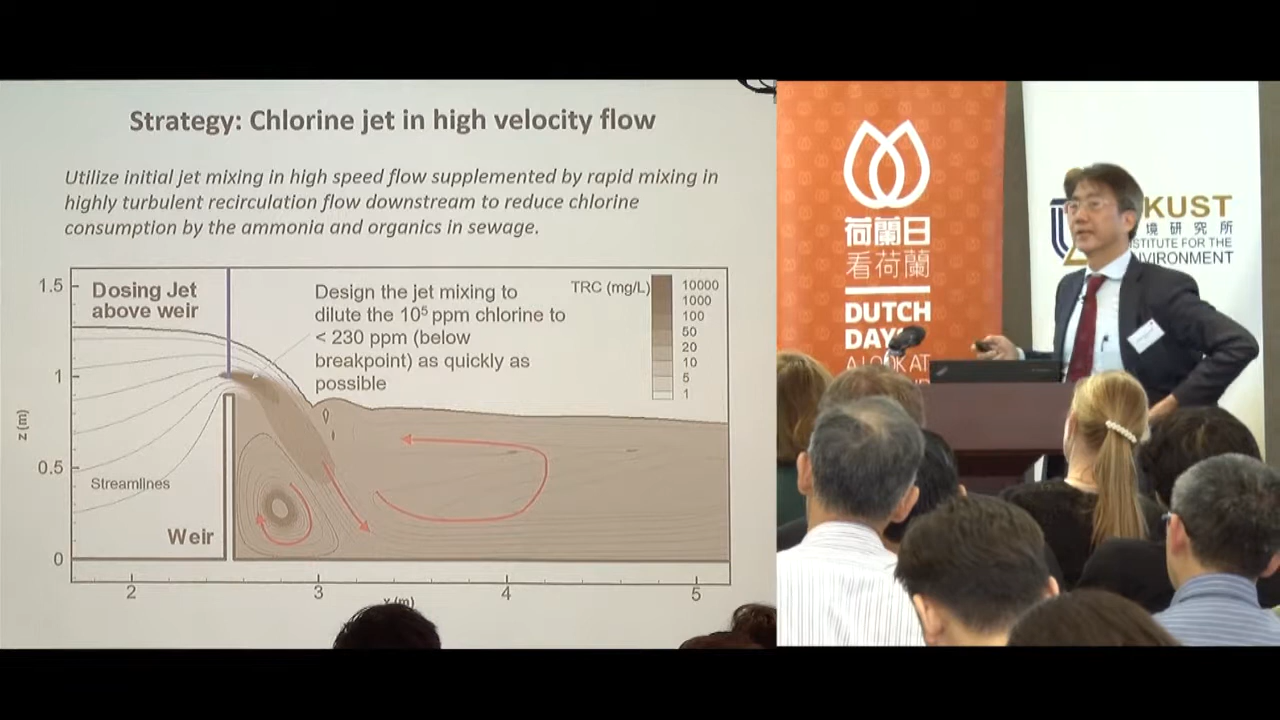 Strategy: Chlorine jet in high velocity flow
Utilize initial jet mixing in high speed flow supplemented by rapid mixing in
highly turbulent recirculation flow downstream to reduce chlorine
consumption by the ammonia and organics in sewage.
1.5
1
0.5
0
z (m)
Dosing Jet
above weir
Design the jet mixing to
dilute the 10⁵ ppm chlorine to
< 230 ppm (below
breakpoint) as quickly as
possible
TRC (mg/L)
10000
1000
100
50
20
10
5
1
Streamlines
Weir
2
3
4
5
x (m)
荷蘭日
看荷蘭
DUTCH
DAYS
A LOOK AT
KUST
境研究所
STITUTE FOR THE
NVIRONMENT